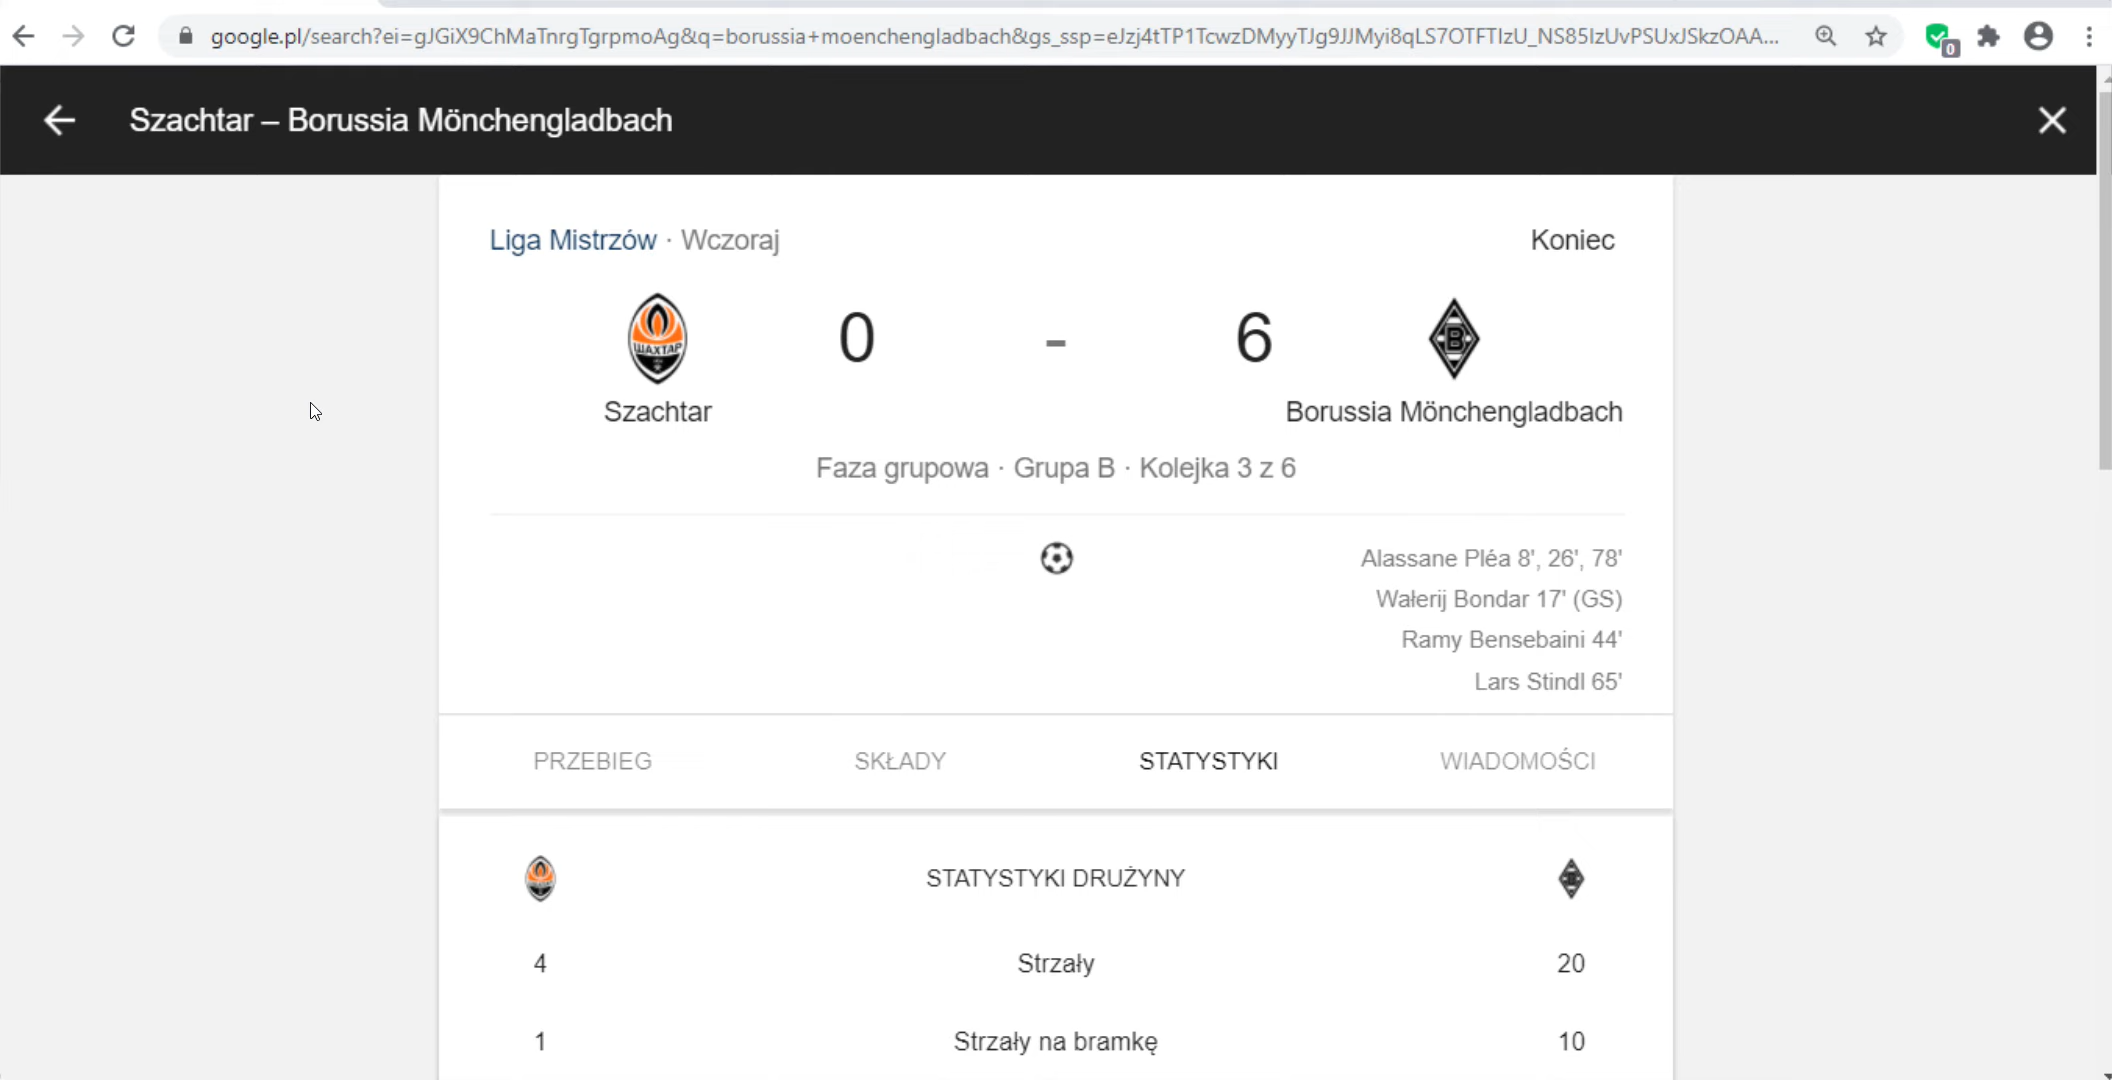 google.pl/search?ei=gJGiX9ChMaTnrgTgrpmoAg&q=borussia+moenchengladbach&gs_ssp=eJzj4tTP1TcwzDMyyTJg9JJMyi8qLS7OTFTIzU_NS85IzUvPSUxJSkzOAA...
0
Szachtar – Borussia Mönchengladbach
Liga Mistrzów · Wczoraj
Koniec
0 - 6
ШАХТАР
B
Szachtar
Borussia Mönchengladbach
Faza grupowa · Grupa B · Kolejka 3 z 6
Alassane Pléa 8', 26', 78'
Wałerij Bondar 17' (GS)
Ramy Bensebaini 44'
Lars Stindl 65'
PRZEBIEG SKŁADY STATYSTYKI WIADOMOŚCI
STATYSTYKI DRUŻYNY
4 Strzały 20
1 Strzały na bramkę 10